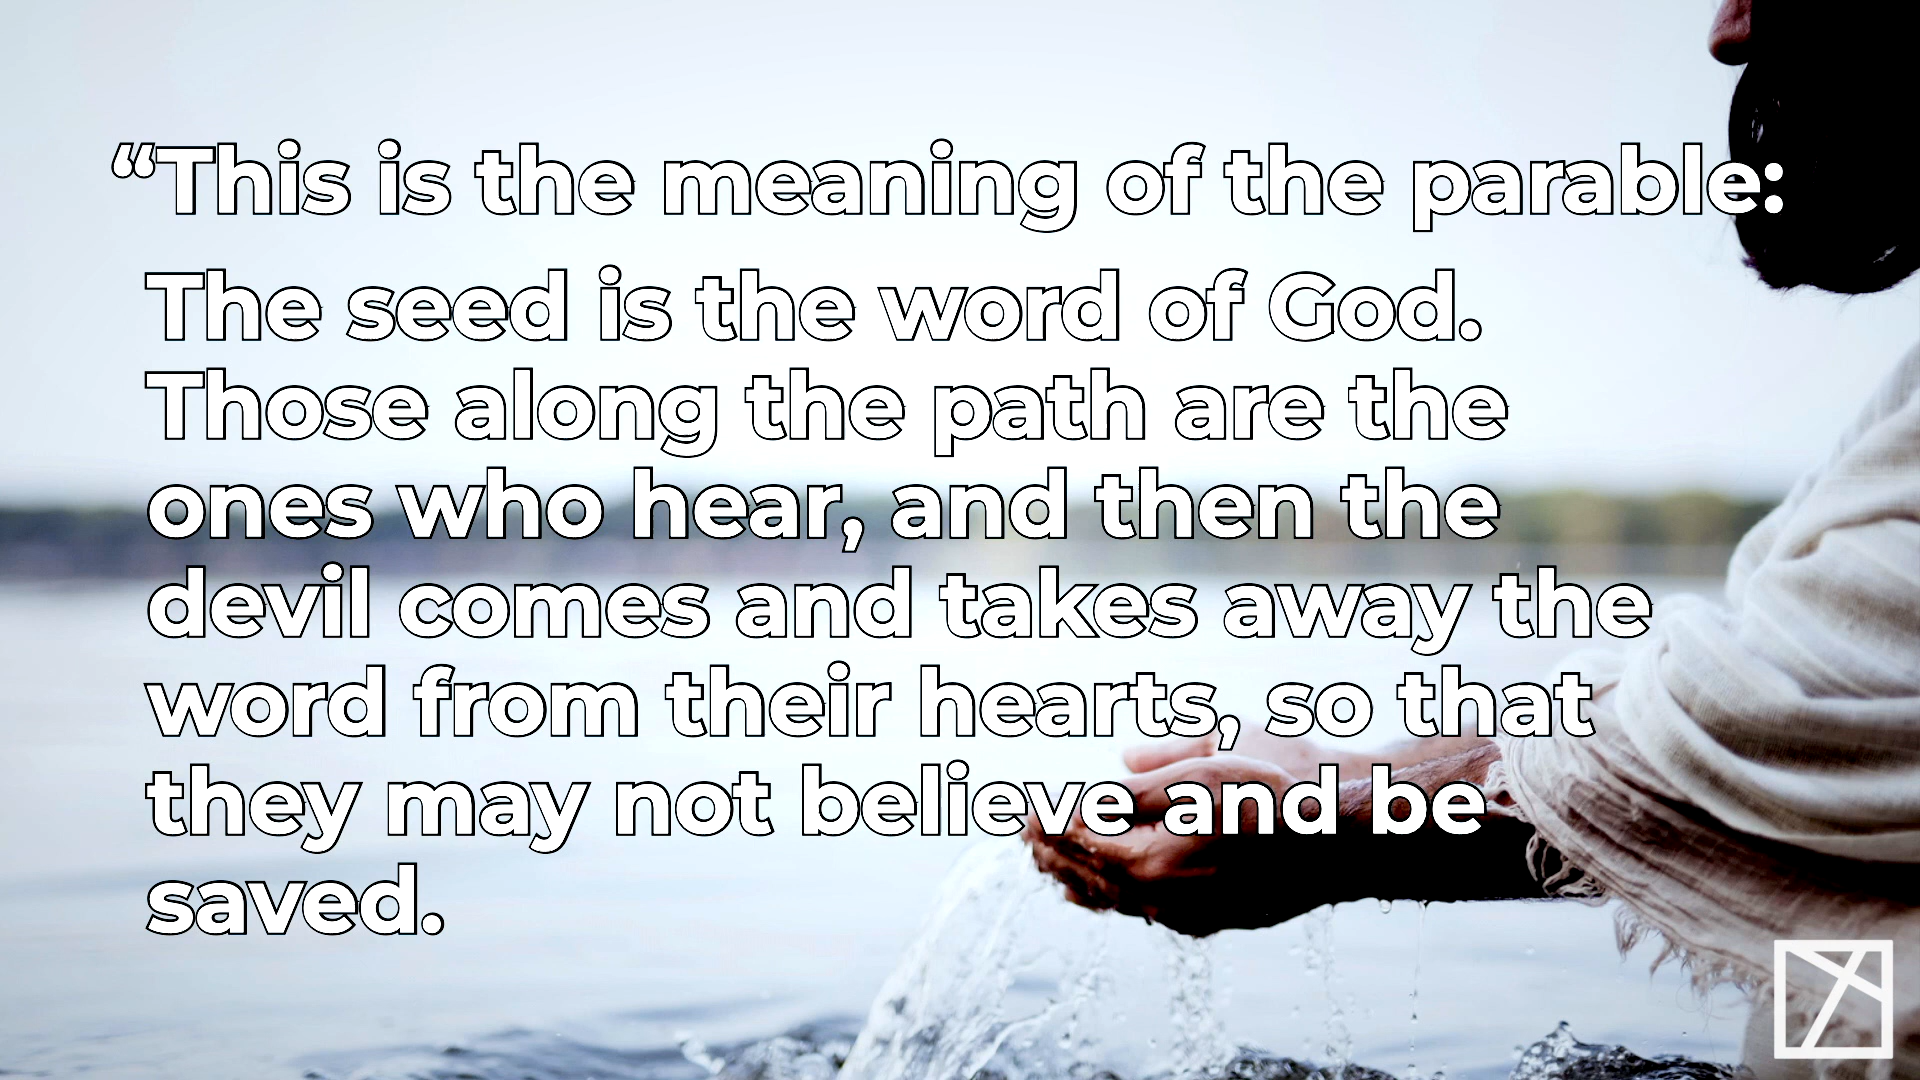 “This is the meaning of the parable:
The seed is the word of God.
Those along the path are the
ones who hear, and then the
devil comes and takes away the
word from their hearts, so that
they may not believe and be
saved.